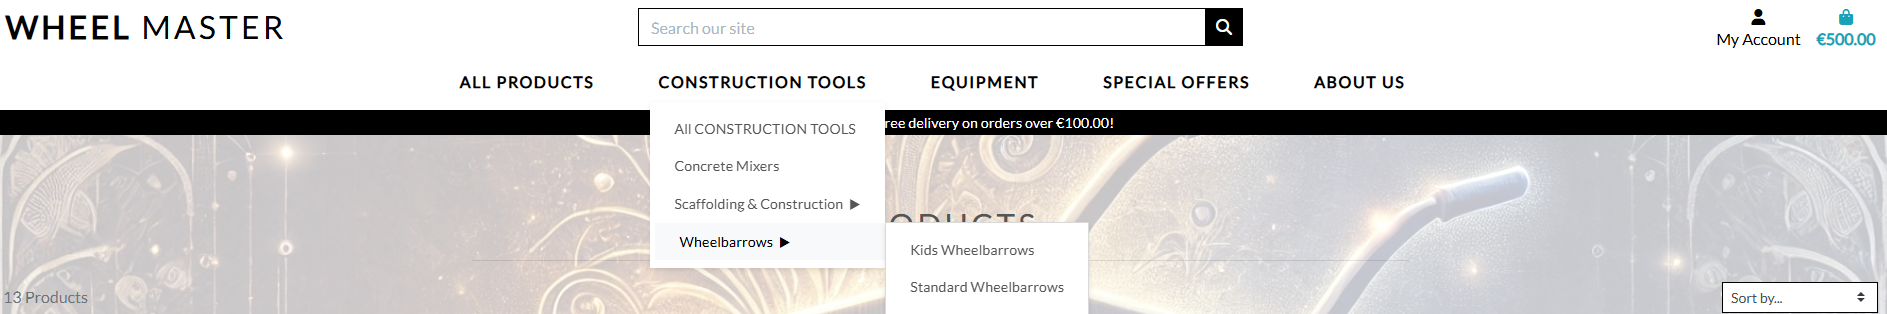 WHEEL MASTER
Search our site
My Account
€500.00
ALL PRODUCTS
CONSTRUCTION TOOLS
EQUIPMENT
SPECIAL OFFERS
ABOUT US
ree delivery on orders over €100.00!
All CONSTRUCTION TOOLS
Concrete Mixers
Scaffolding & Construction ▶
Wheelbarrows ▶
Kids Wheelbarrows
Standard Wheelbarrows
ODUCTS
13 Products
Sort by...